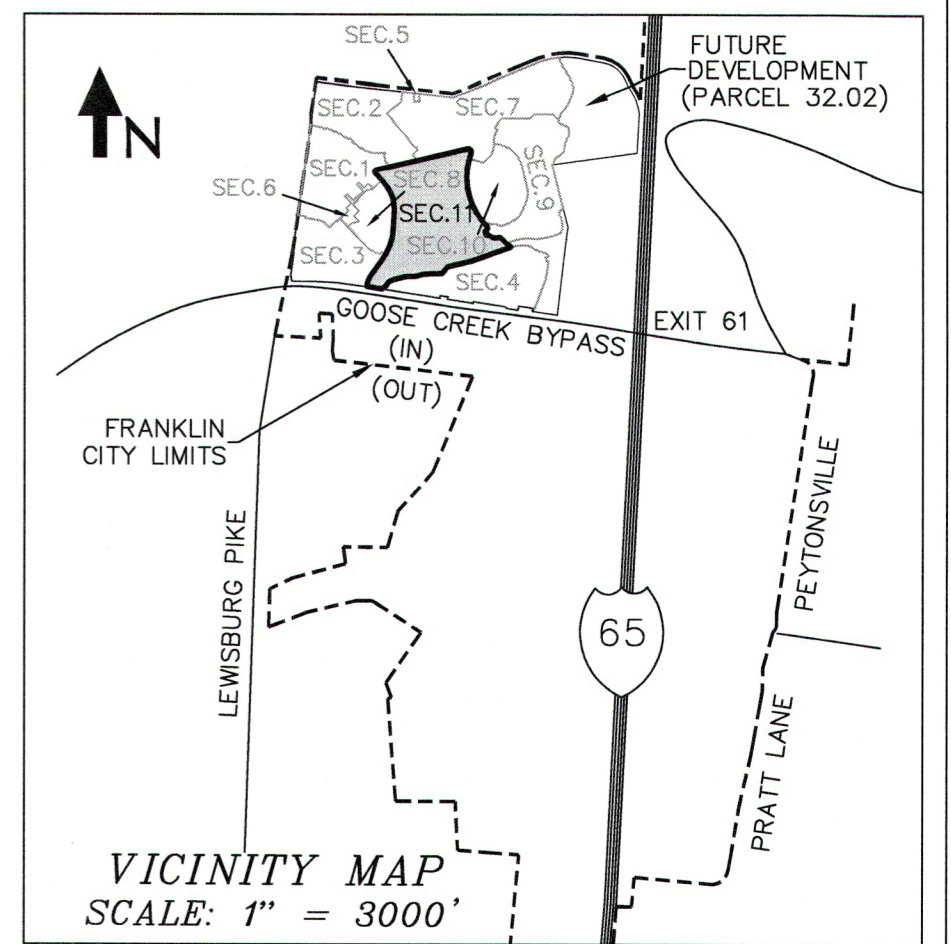 SEC.5
FUTURE
DEVELOPMENT
(PARCEL 32.02)
N
SEC.2
SEC.7
SEC.1
SEC.8
SEC.9
SEC.6
SEC.11
SEC.10
SEC.3
SEC.4
GOOSE CREEK BYPASS
EXIT 61
(IN)
(OUT)
FRANKLIN
CITY LIMITS
LEWISBURG PIKE
PEYTONSVILLE
65
PRATT LANE
VICINITY MAP
SCALE: 1" = 3000'